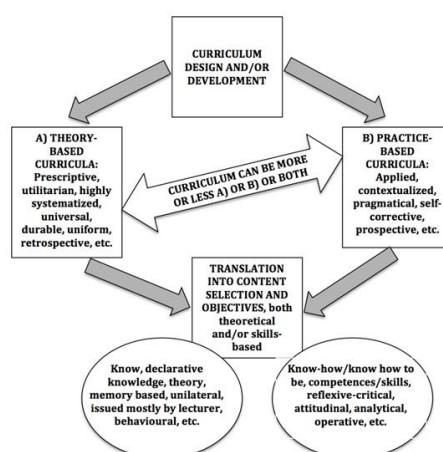 CURRICULUM
DESIGN AND/OR
DEVELOPMENT
A) THEORY-
BASED
CURRICULA:
Prescriptive,
utilitarian, highly
systematized,
universal,
durable, uniform,
retrospective, etc.
CURRICULUM CAN BE MORE
OR LESS A) OR B) OR BOTH
B) PRACTICE-
BASED
CURRICULA:
Applied,
contextualized,
pragmatical, self-
corrective,
prospective, etc.
TRANSLATION
INTO CONTENT
SELECTION AND
OBJECTIVES, both
theoretical
and/or skills-
based
Know, declarative
knowledge, theory,
memory based, unilateral,
issued mostly by lecturer,
behavioural, etc.
Know-how/know how to
be, competences/skills,
reflexive-critical,
attitudinal, analytical,
operative, etc.